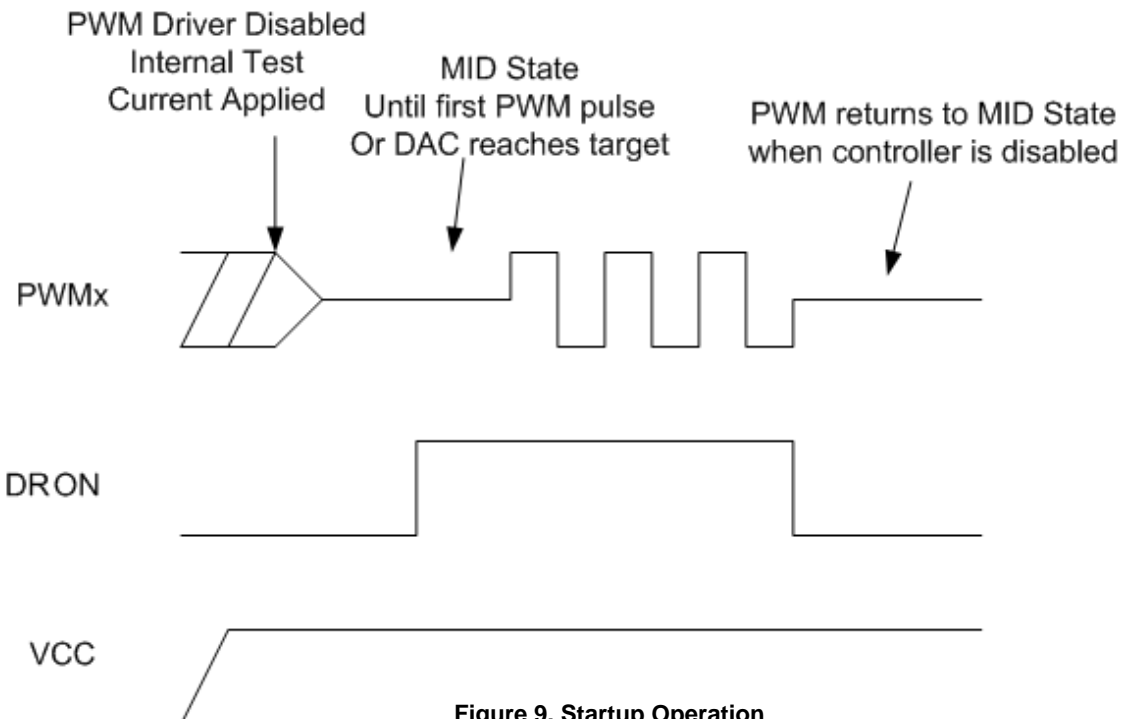 PWM Driver Disabled
Internal Test
Current Applied
MID State
Until first PWM pulse
Or DAC reaches target
PWM returns to MID State
when controller is disabled
PWMx
DRON
VCC
Figure 9. Startup Operation